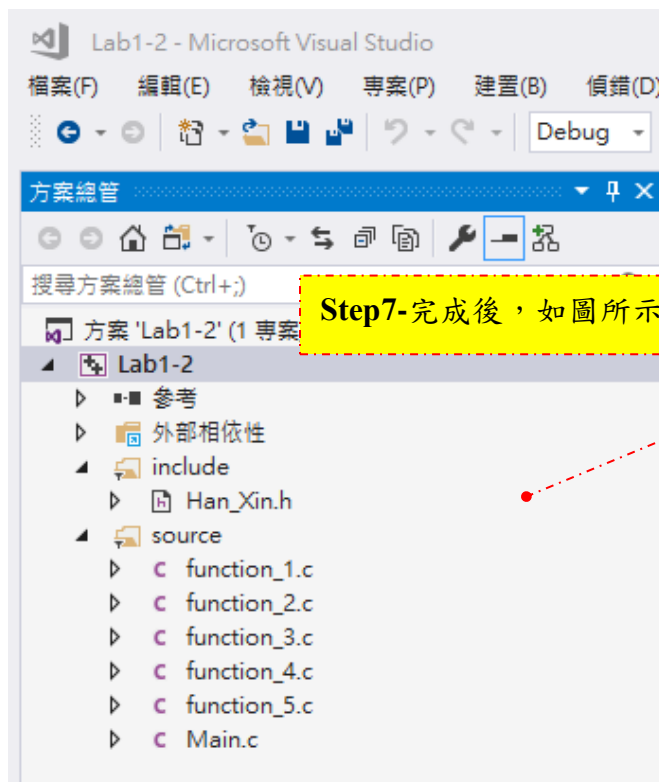 Lab1-2 - Microsoft Visual Studio
檔案(F) 編輯(E) 檢視(V) 專案(P) 建置(B) 偵錯(D)
Debug
方案總管
搜尋方案總管 (Ctrl+;)
Step7-完成後，如圖所示
方案 'Lab1-2' (1 專案
Lab1-2
參考
外部相依性
include
Han_Xin.h
source
function_1.c
function_2.c
function_3.c
function_4.c
function_5.c
Main.c